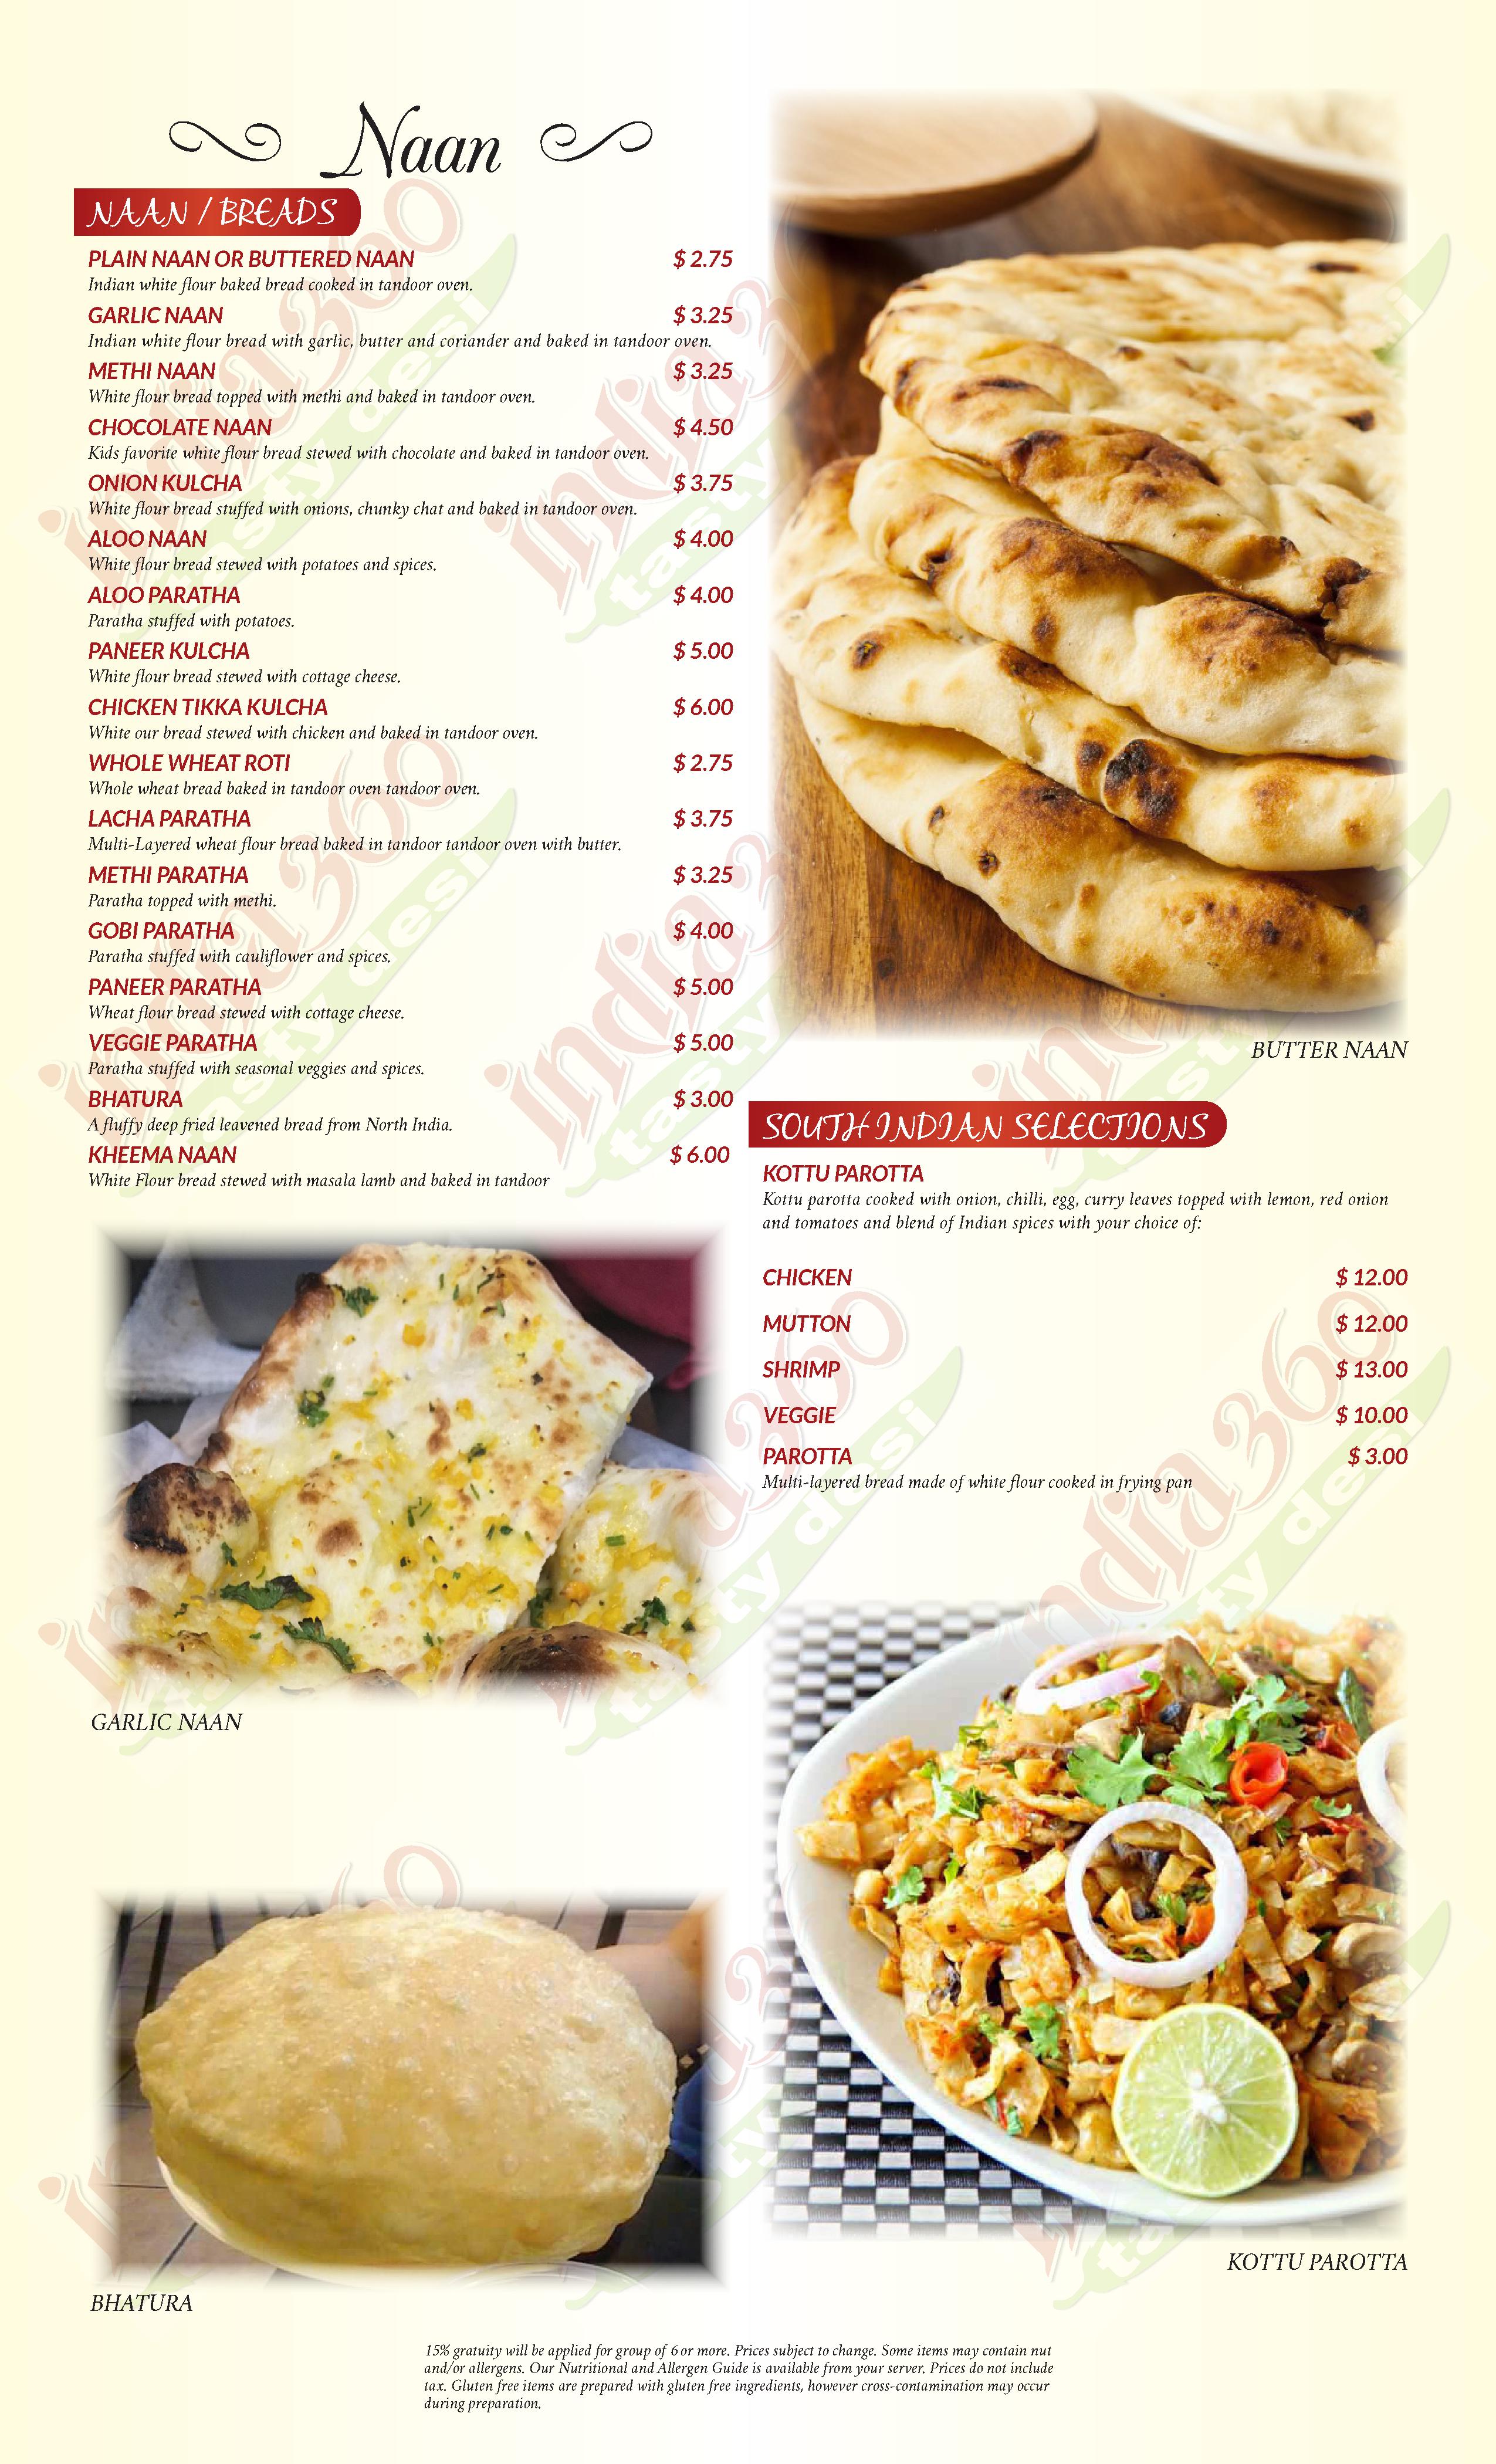 Naan
NAAN / BREADS
PLAIN NAAN OR BUTTERED NAAN $ 2.75
Indian white flour baked bread cooked in tandoor oven.
GARLIC NAAN $ 3.25
Indian white flour bread with garlic, butter and coriander and baked in tandoor oven.
METHI NAAN $ 3.25
White flour bread topped with methi and baked in tandoor oven.
CHOCOLATE NAAN $ 4.50
Kids favorite white flour bread stewed with chocolate and baked in tandoor oven.
ONION KULCHA $ 3.75
White flour bread stuffed with onions, chunky chat and baked in tandoor oven.
ALOO NAAN $ 4.00
White flour bread stewed with potatoes and spices.
ALOO PARATHA $ 4.00
Paratha stuffed with potatoes.
PANEER KULCHA $ 5.00
White flour bread stewed with cottage cheese.
CHICKEN TIKKA KULCHA $ 6.00
White our bread stewed with chicken and baked in tandoor oven.
WHOLE WHEAT ROTI $ 2.75
Whole wheat bread baked in tandoor oven tandoor oven.
LACHA PARATHA $ 3.75
Multi-Layered wheat flour bread baked in tandoor tandoor oven with butter.
METHI PARATHA $ 3.25
Paratha topped with methi.
GOBI PARATHA $ 4.00
Paratha stuffed with cauliflower and spices.
PANEER PARATHA $ 5.00
Wheat flour bread stewed with cottage cheese.
VEGGIE PARATHA $ 5.00
Paratha stuffed with seasonal veggies and spices.
BHATURA $ 3.00
A fluffy deep fried leavened bread from North India.
KHEEMA NAAN $ 6.00
White Flour bread stewed with masala lamb and baked in tandoor
GARLIC NAAN
BHATURA
BUTTER NAAN
SOUTH INDIAN SELECTIONS
KOTTU PAROTTA
Kottu parotta cooked with onion, chilli, egg, curry leaves topped with lemon, red onion
and tomatoes and blend of Indian spices with your choice of:
CHICKEN $ 12.00
MUTTON $ 12.00
SHRIMP $ 13.00
VEGGIE $ 10.00
PAROTTA $ 3.00
Multi-layered bread made of white flour cooked in frying pan
KOTTU PAROTTA
15% gratuity will be applied for group of 6 or more. Prices subject to change. Some items may contain nut
and/or allergens. Our Nutritional and Allergen Guide is available from your server. Prices do not include
tax. Gluten free items are prepared with gluten free ingredients, however cross-contamination may occur
during preparation.
india360
tasty desi